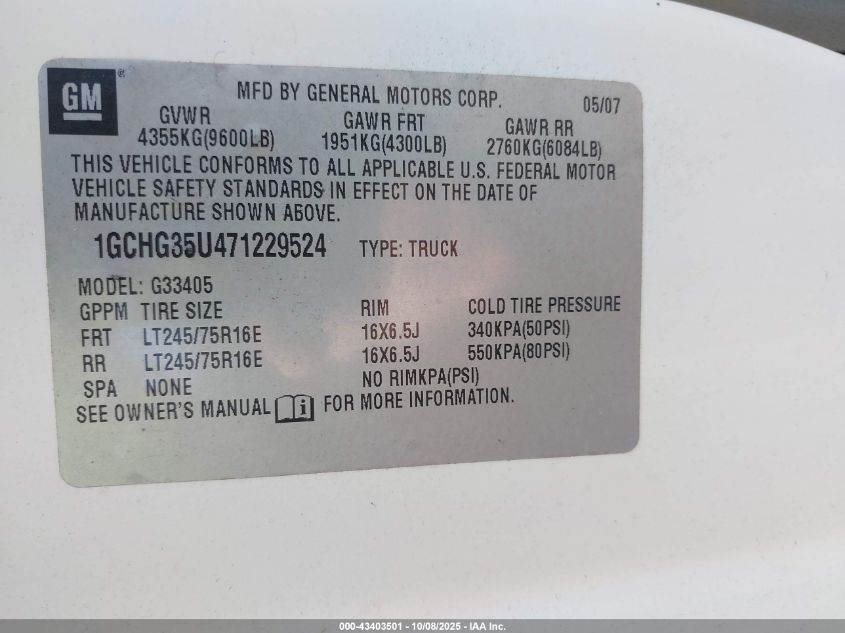 GM®
MFD BY GENERAL MOTORS CORP. 05/07
GVWR GAWR FRT GAWR RR
4355KG(9600LB) 1951KG(4300LB) 2760KG(6084LB)
THIS VEHICLE CONFORMS TO ALL APPLICABLE U.S. FEDERAL MOTOR
VEHICLE SAFETY STANDARDS IN EFFECT ON THE DATE OF
MANUFACTURE SHOWN ABOVE.
1GCHG35U471229524 TYPE: TRUCK
MODEL: G33405
GPPM TIRE SIZE RIM COLD TIRE PRESSURE
FRT LT245/75R16E 16X6.5J 340KPA(50PSI)
RR LT245/75R16E 16X6.5J 550KPA(80PSI)
SPA NONE NO RIMKPA(PSI)
SEE OWNER'S MANUAL i FOR MORE INFORMATION.
000-43403501 - 10/08/2025 - IAA Inc.